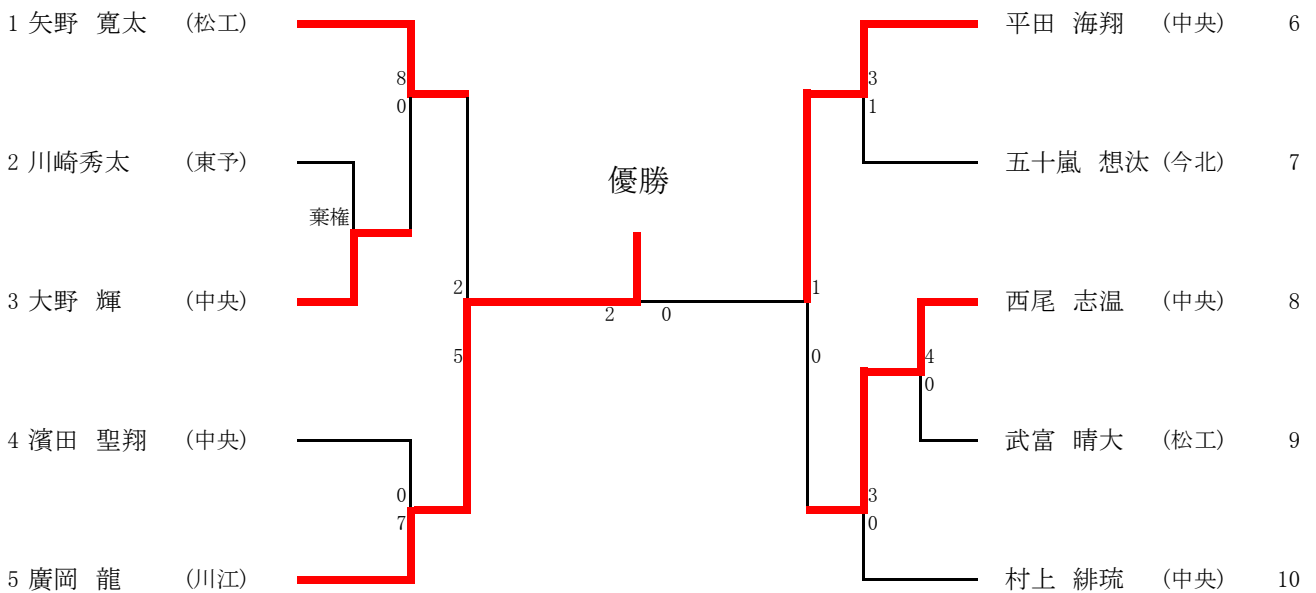 1 矢野 寛太 (松工)
8
0
2 川崎秀太 (東予)
棄権
3 大野 輝 (中央)
2
5
4 濱田 聖翔 (中央)
0
7
5 廣岡 龍 (川江)
優勝
2 0
平田 海翔 (中央) 6
3
1
五十嵐 想汰 (今北) 7
1
0
西尾 志温 (中央) 8
4
0
武富 晴大 (松工) 9
3
0
村上 緋琉 (中央) 10